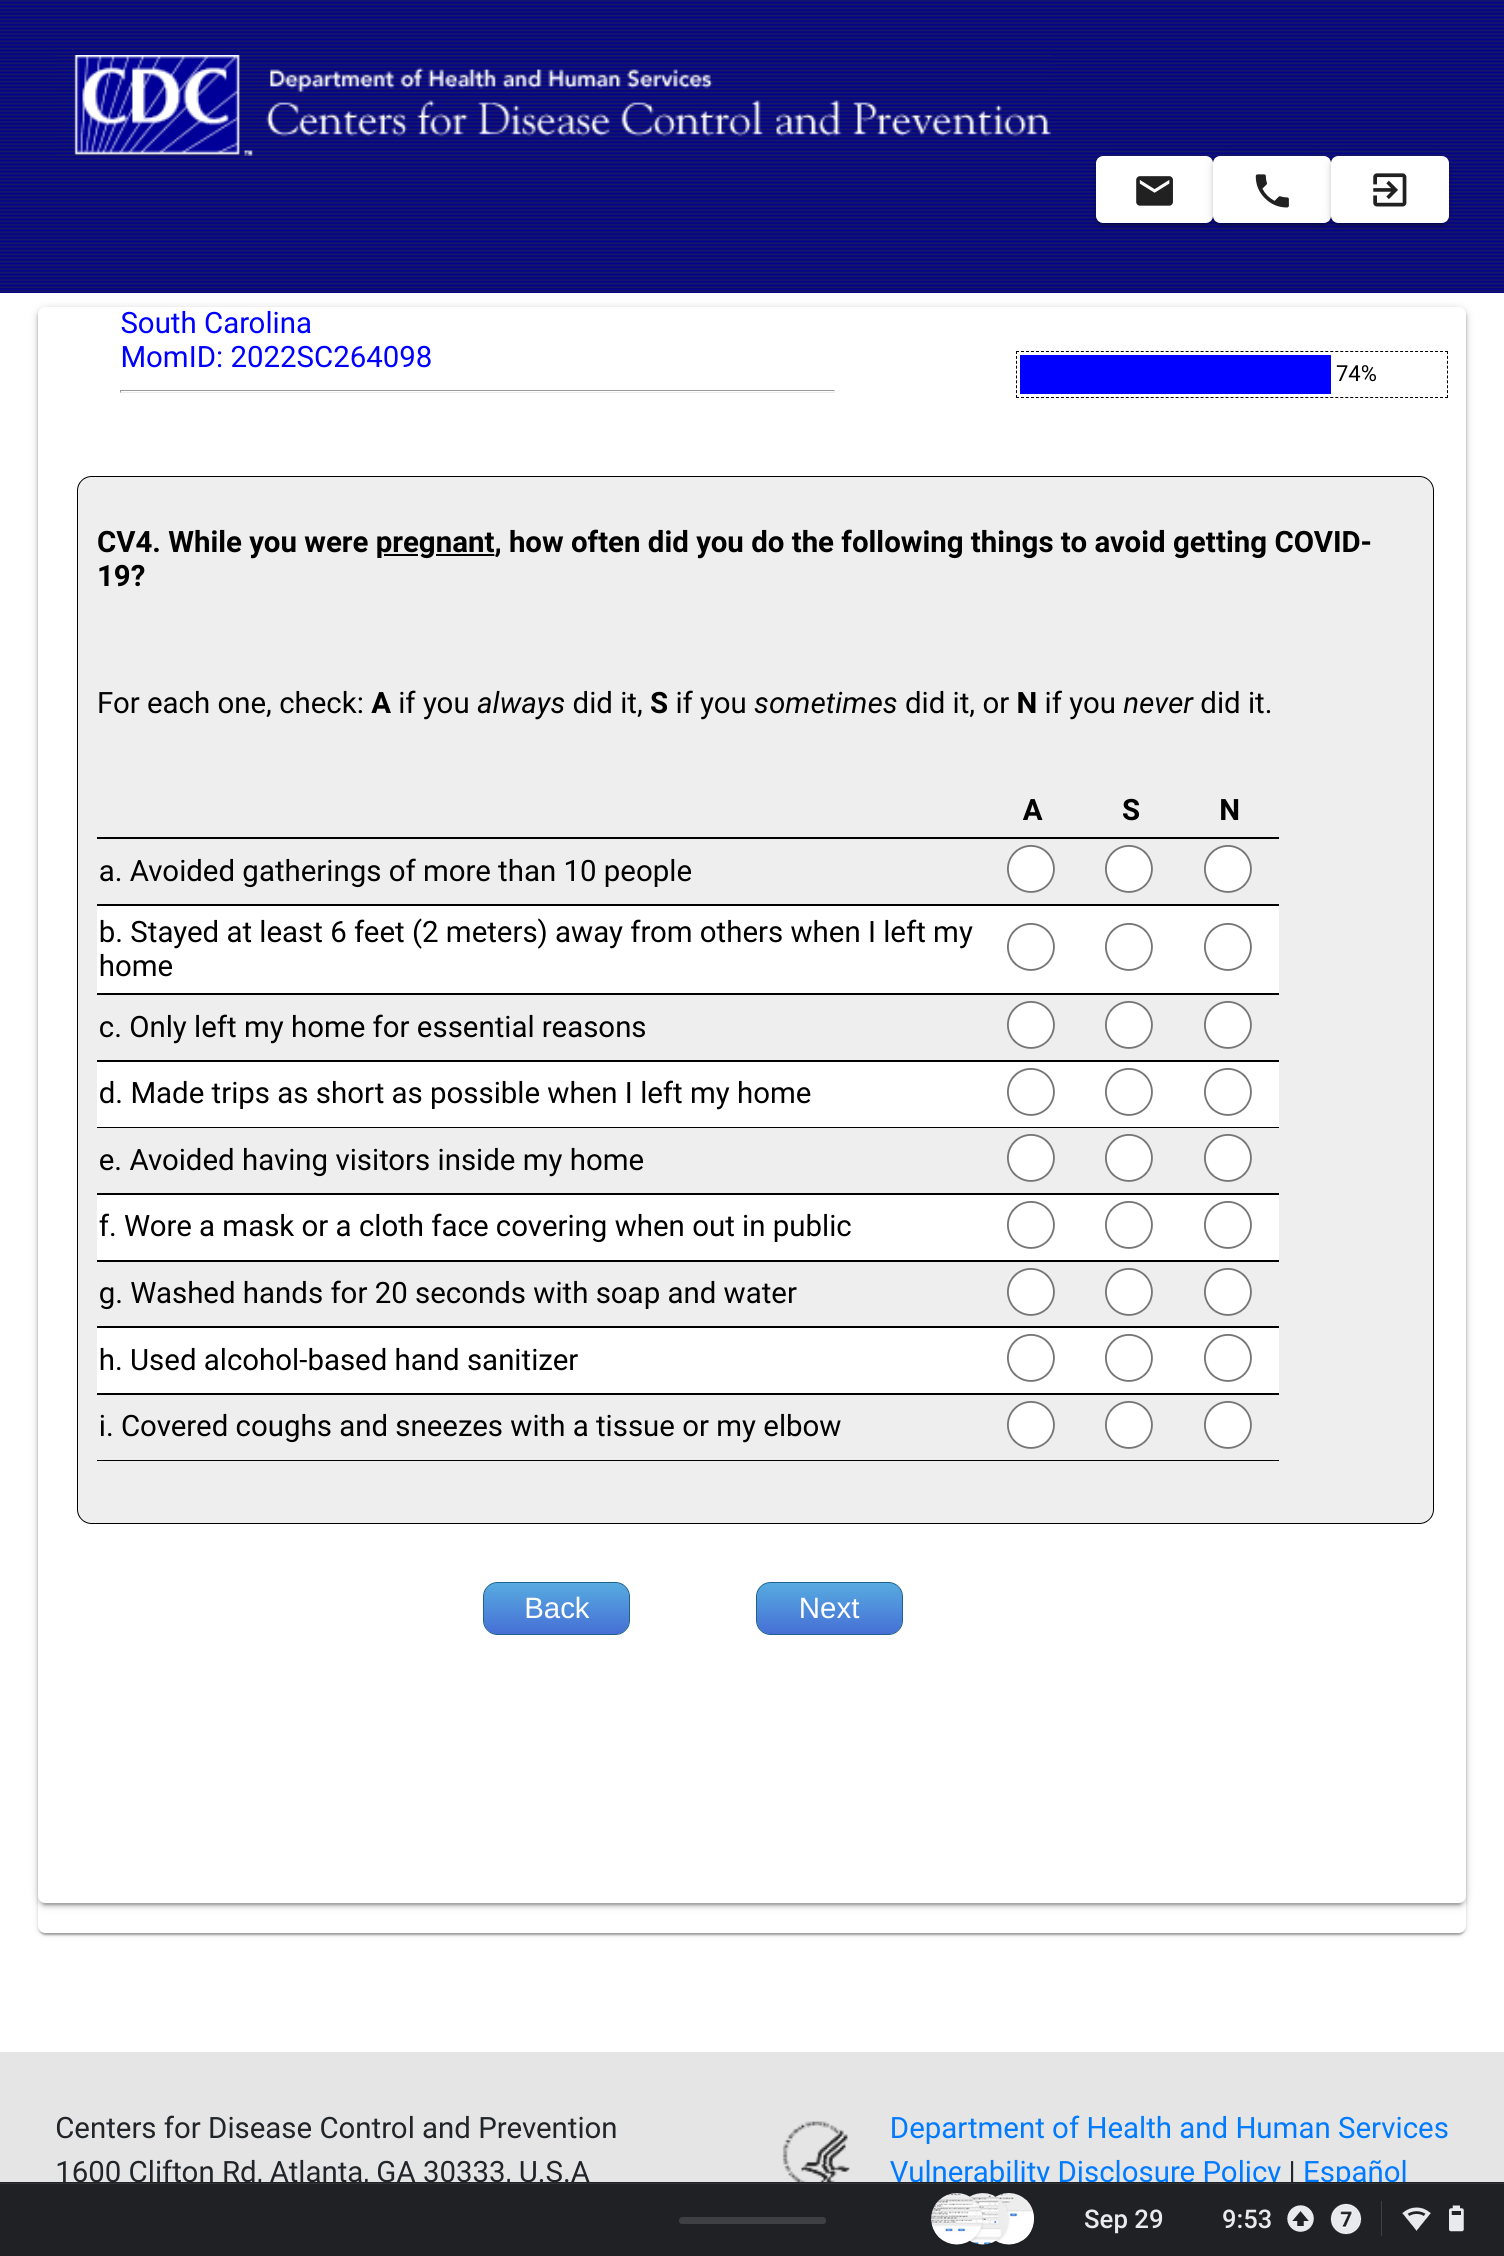 CDC
Department of Health and Human Services
Centers for Disease Control and Prevention
South Carolina
MomID: 2022SC264098
74%
CV4. While you were pregnant, how often did you do the following things to avoid getting COVID-
19?
For each one, check: A if you always did it, S if you sometimes did it, or N if you never did it.
A S N
a. Avoided gatherings of more than 10 people
b. Stayed at least 6 feet (2 meters) away from others when I left my
home
c. Only left my home for essential reasons
d. Made trips as short as possible when I left my home
e. Avoided having visitors inside my home
f. Wore a mask or a cloth face covering when out in public
g. Washed hands for 20 seconds with soap and water
h. Used alcohol-based hand sanitizer
i. Covered coughs and sneezes with a tissue or my elbow
Back Next
Centers for Disease Control and Prevention
1600 Clifton Rd, Atlanta, GA 30333, U.S.A
Department of Health and Human Services
Vulnerability Disclosure Policy | Español
Sep 29 9:53 7